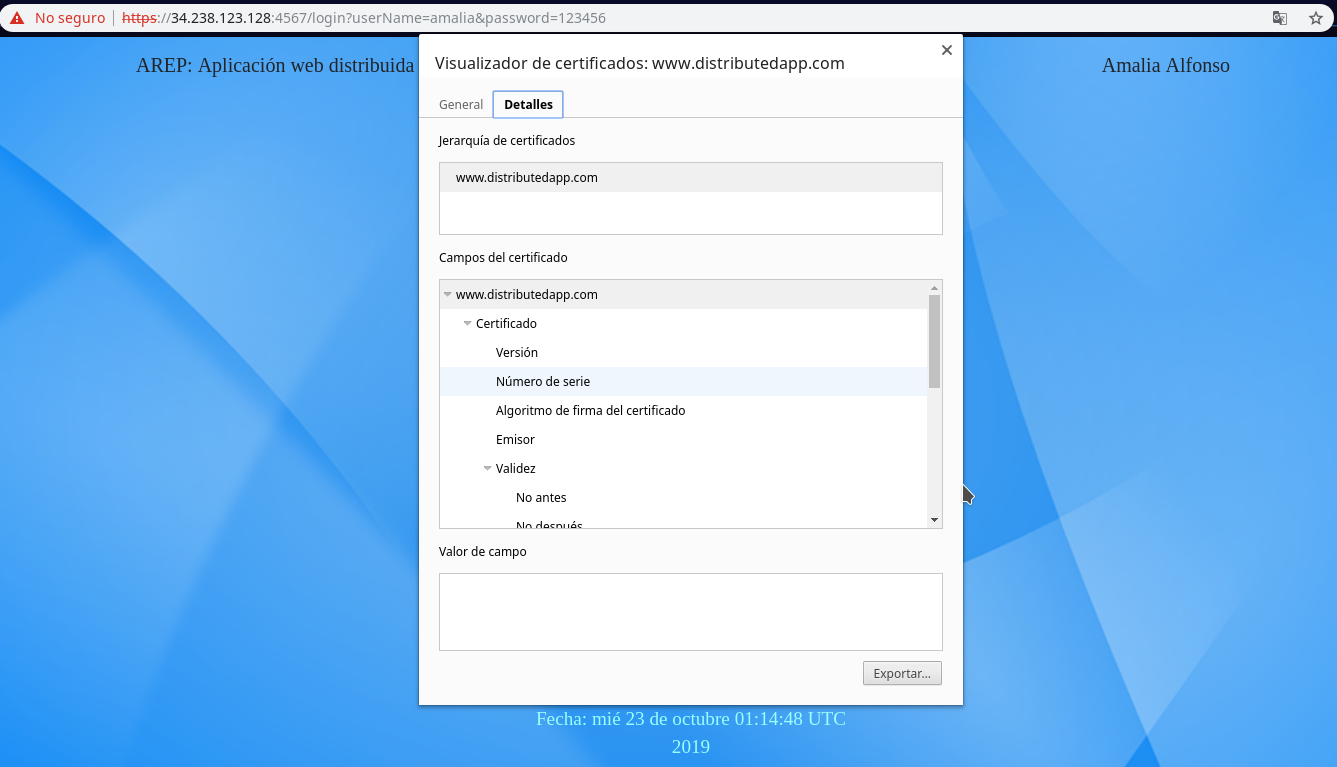 No seguro https://34.238.123.128:4567/login?userName=amalia&password=123456
AREP: Aplicación web distribuida
Amalia Alfonso
Visualizador de certificados: www.distributedapp.com
General Detalles
Jerarquía de certificados
www.distributedapp.com
Campos del certificado
www.distributedapp.com
Certificado
Versión
Número de serie
Algoritmo de firma del certificado
Emisor
Validez
No antes
No después
Valor de campo
Exportar...
Fecha: mié 23 de octubre 01:14:48 UTC
2019